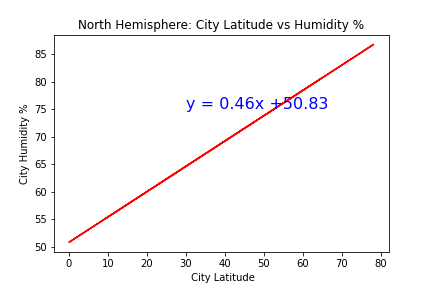 North Hemisphere: City Latitude vs Humidity %
85
80
75
70
65
60
55
50
City Humidity %
y = 0.46x +50.83
0 10 20 30 40 50 60 70 80
City Latitude